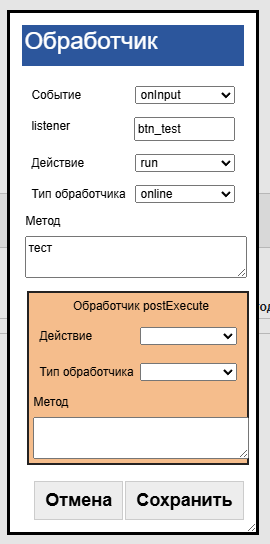 Обработчик
Событие onInput
listener btn_test
Действие run
Тип обработчика online
Метод
тест
Обработчик postExecute
Действие
Тип обработчика
Метод
Отмена Сохранить